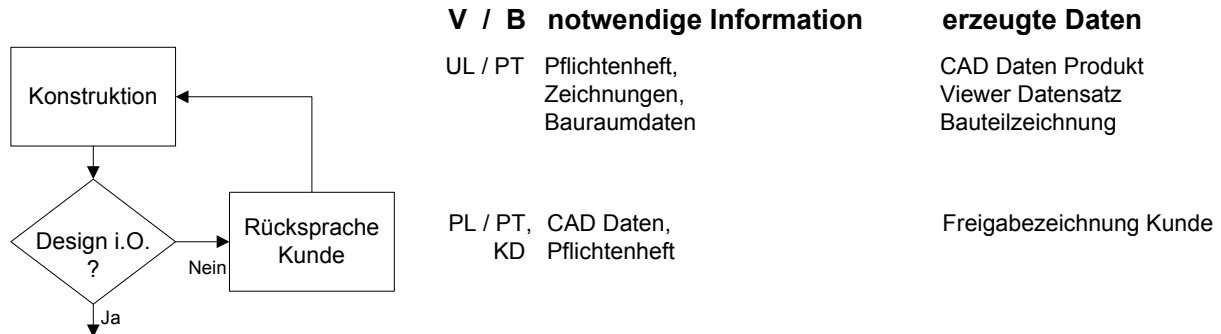 V / B notwendige Information erzeugte Daten
Konstruktion
UL / PT Pflichtenheft, CAD Daten Produkt
Zeichnungen, Viewer Datensatz
Bauraumdaten Bauteilzeichnung
Design i.O.
?
Nein
Rücksprache
Kunde
PL / PT, CAD Daten, Freigabezeichnung Kunde
KD Pflichtenheft
Ja